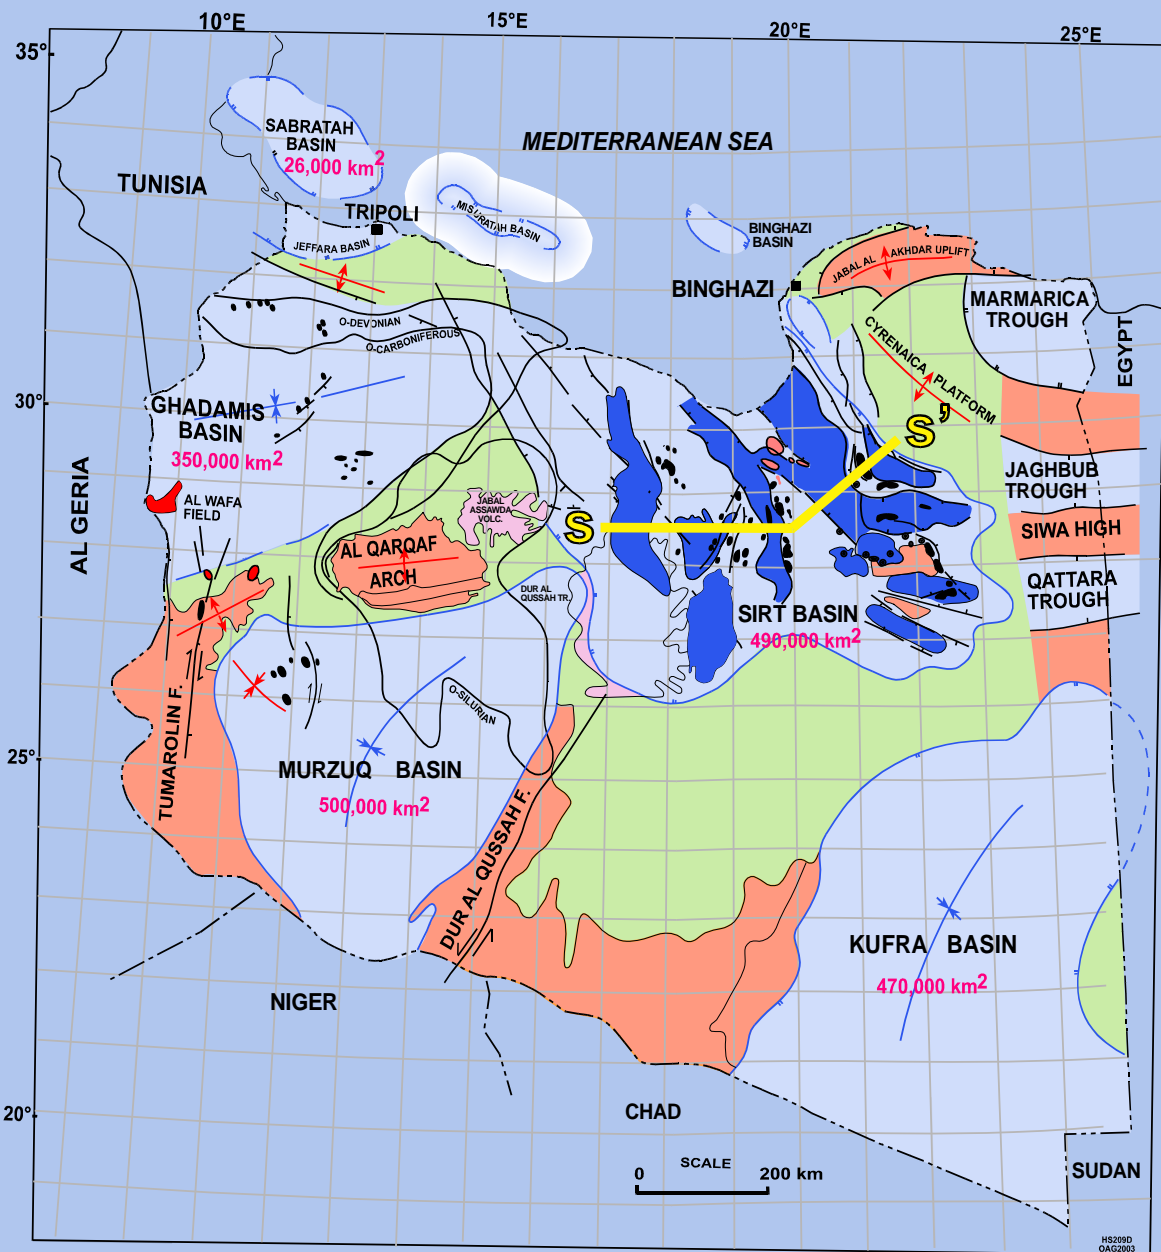 10°E
15°E
20°E
25°E
35°
SABRATAH
BASIN
26,000 km2
MEDITERRANEAN SEA
TUNISIA
TRIPOLI
MISURATAH BASIN
BINGHAZI
BASIN
JEFFARA BASIN
JABAL AL AKHDAR UPLIFT
BINGHAZI
MARMARICA
TROUGH
O-DEVONIAN
O-CARBONIFEROUS
CYRENAICA PLATFORM
EGYPT
30°
GHADAMIS
BASIN
350,000 km2
S'
ALGERIA
AL WAFA
FIELD
JABAL
ASSAWDA
VOLC.
S
JAGHBUB
TROUGH
SIWA HIGH
AL QARQAF
ARCH
DUR AL
QUSSAH TR.
QATTARA
TROUGH
SIRT BASIN
490,000 km2
TUMAROLIN F.
O-SILURIAN
25°
MURZUQ BASIN
500,000 km2
DUR AL QUSSAH F.
KUFRA BASIN
470,000 km2
NIGER
20°
CHAD
SCALE
0 200 km
SUDAN
HS209D
OAG2003